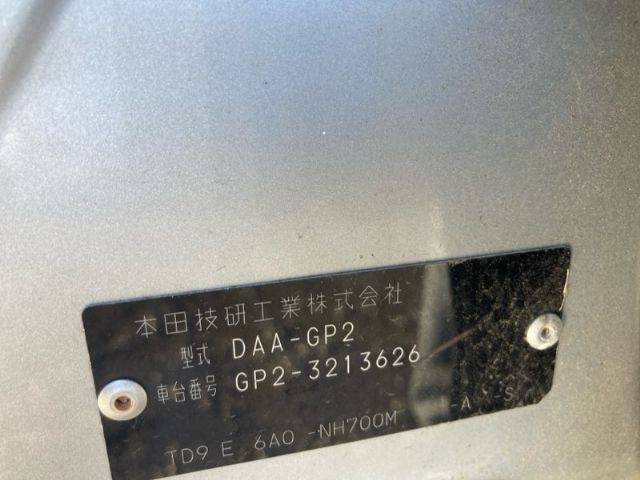 本田技研工業株式会社
型式 DAA-GP2
車台番号 GP2-3213626
TD9 E 6A0 -NH700M -A S